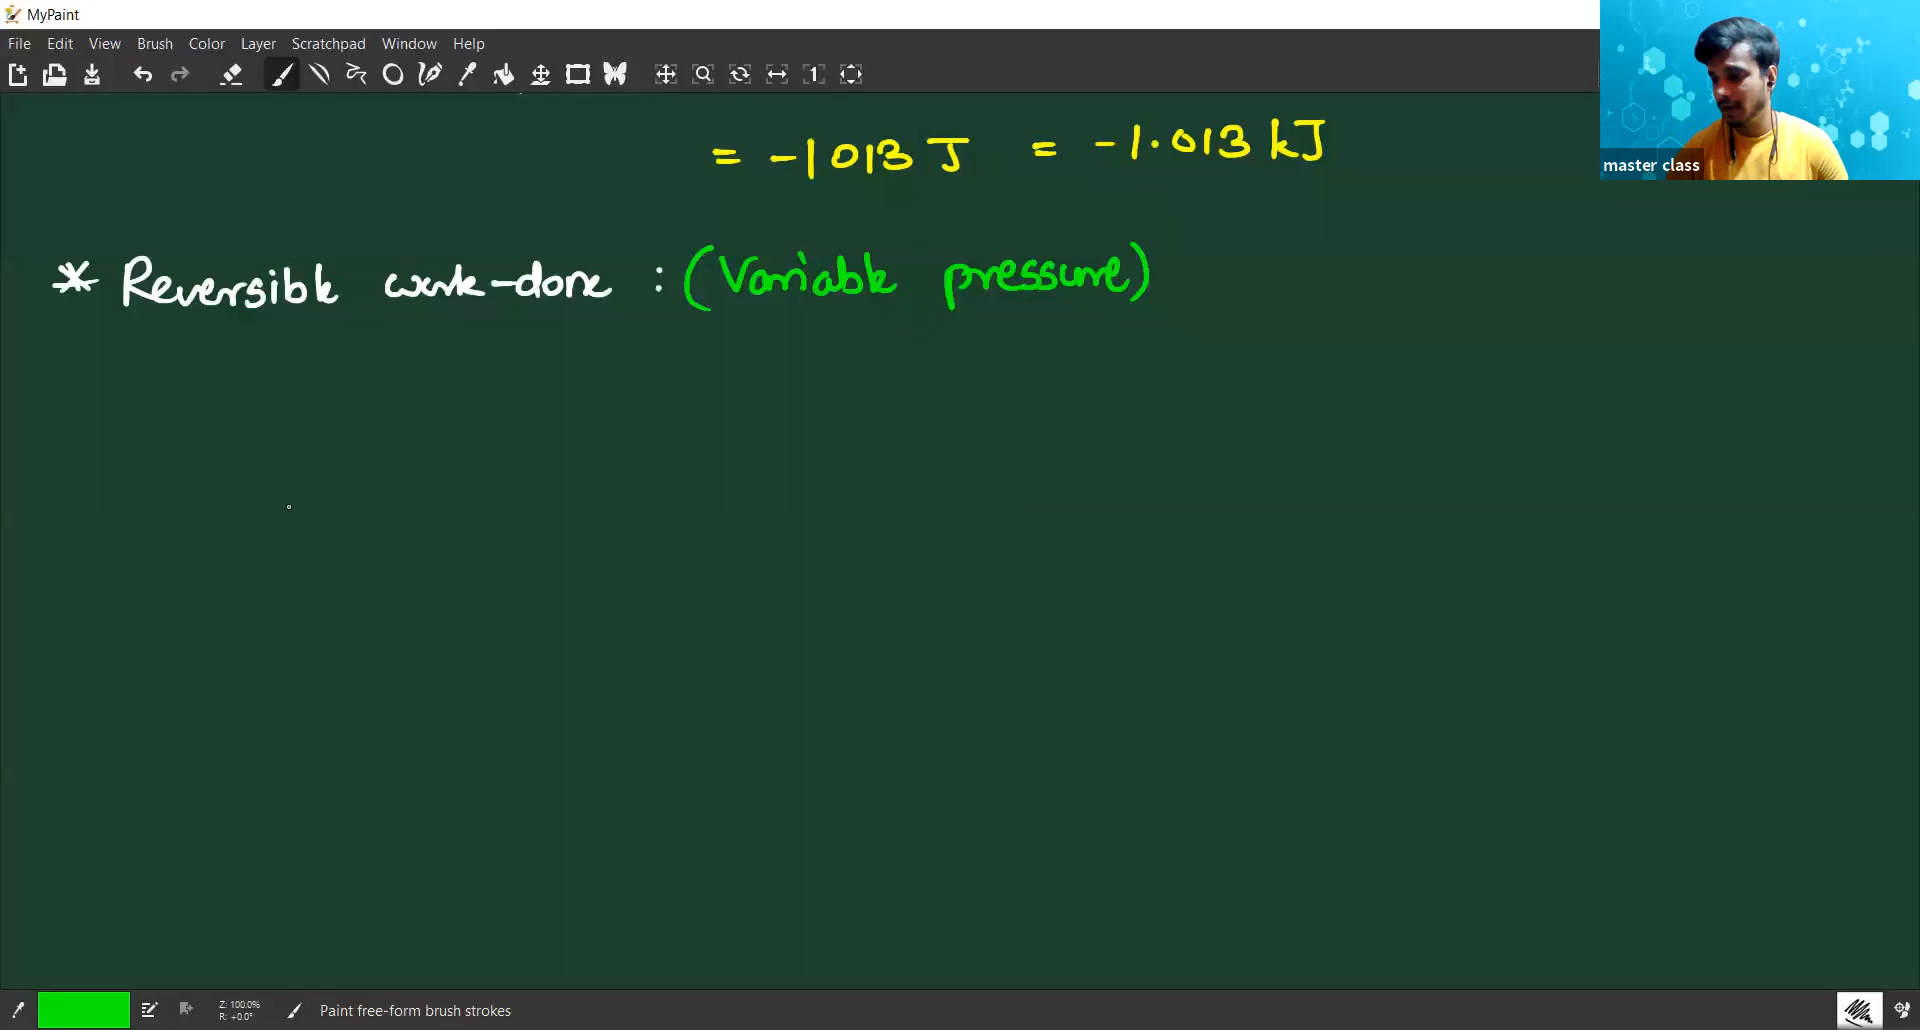 MyPaint
File Edit View Brush Color Layer Scratchpad Window Help
1
master class
= -1013 J = -1.013 kJ
* Reversible work-done : (Variable pressure)
Z: 100.0%
R: +0.0°
Paint free-form brush strokes